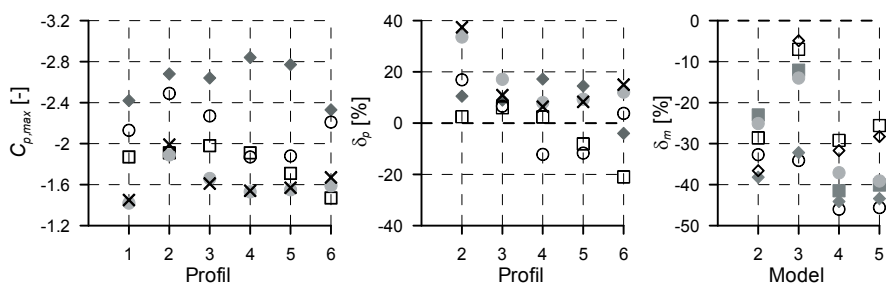 C_p,max [-]
-3.2
-2.8
-2.4
-2
-1.6
-1.2
1 2 3 4 5 6
Profil
δ_p [%]
40
20
0
-20
-40
2 3 4 5 6
Profil
δ_m [%]
0
-10
-20
-30
-40
-50
2 3 4 5
Model